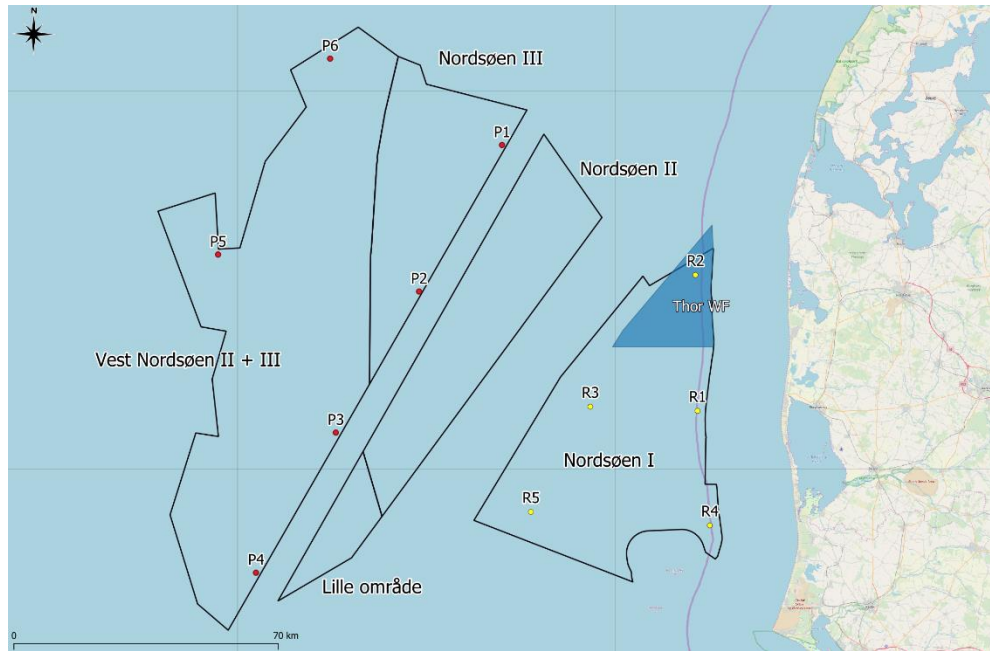 N
P6
Nordsøen III
P1
Nordsøen II
P5
R2
P2
Thor WF
Vest Nordsøen II + III
R3
R1
P3
Nordsøen I
R5
R4
P4
Lille område
0
70 km